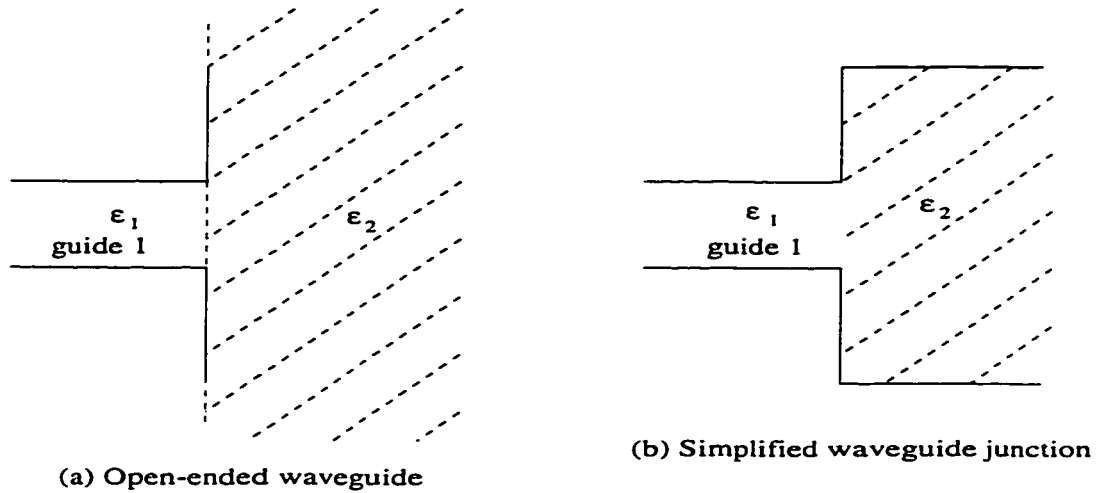 ε₁
guide 1
ε₂
(a) Open-ended waveguide
ε₁
guide 1
ε₂
(b) Simplified waveguide junction